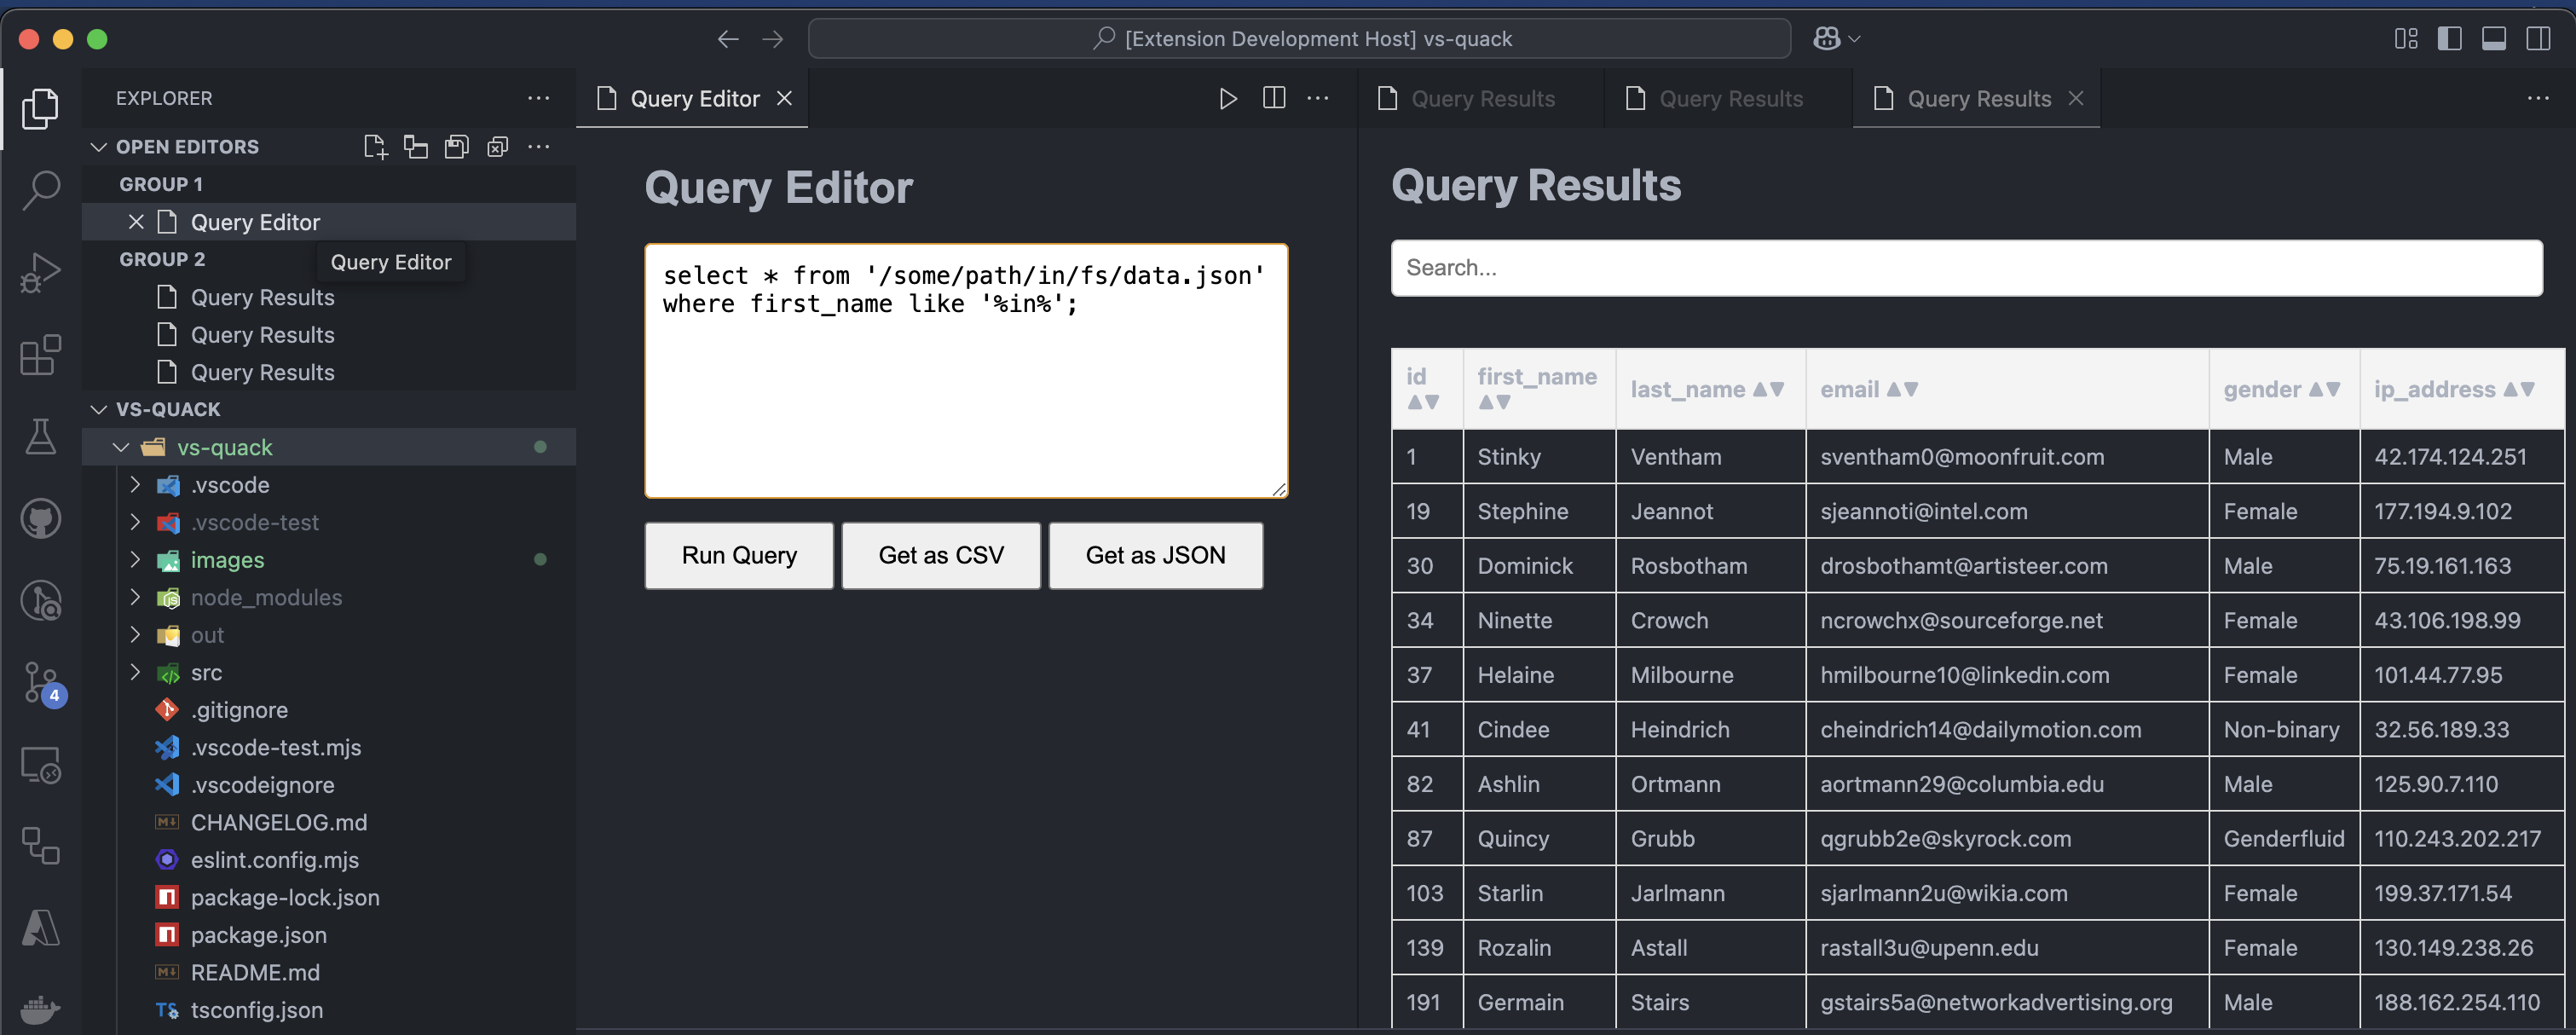 [Extension Development Host] vs-quack
EXPLORER
OPEN EDITORS
GROUP 1
Query Editor
GROUP 2
Query Editor
Query Results
Query Results
Query Results
VS-QUACK
vs-quack
.vscode
.vscode-test
images
node_modules
out
src
.gitignore
.vscode-test.mjs
.vscodeignore
CHANGELOG.md
eslint.config.mjs
package-lock.json
package.json
README.md
TS tsconfig.json
4
Query Editor
Query Editor
select * from '/some/path/in/fs/data.json'
where first_name like '%in%';
Run Query Get as CSV Get as JSON
Query Results Query Results Query Results
Query Results
Search...
id first_name last_name email gender ip_address
1 Stinky Ventham sventham0@moonfruit.com Male 42.174.124.251
19 Stephine Jeannot sjeannoti@intel.com Female 177.194.9.102
30 Dominick Rosbotham drosbothamt@artisteer.com Male 75.19.161.163
34 Ninette Crowch ncrowchx@sourceforge.net Female 43.106.198.99
37 Helaine Milbourne hmilbourne10@linkedin.com Female 101.44.77.95
41 Cindee Heindrich cheindrich14@dailymotion.com Non-binary 32.56.189.33
82 Ashlin Ortmann aortmann29@columbia.edu Male 125.90.7.110
87 Quincy Grubb qgrubb2e@skyrock.com Genderfluid 110.243.202.217
103 Starlin Jarlmann sjarlmann2u@wikia.com Female 199.37.171.54
139 Rozalin Astall rastall3u@upenn.edu Female 130.149.238.26
191 Germain Stairs gstairs5a@networkadvertising.org Male 188.162.254.110